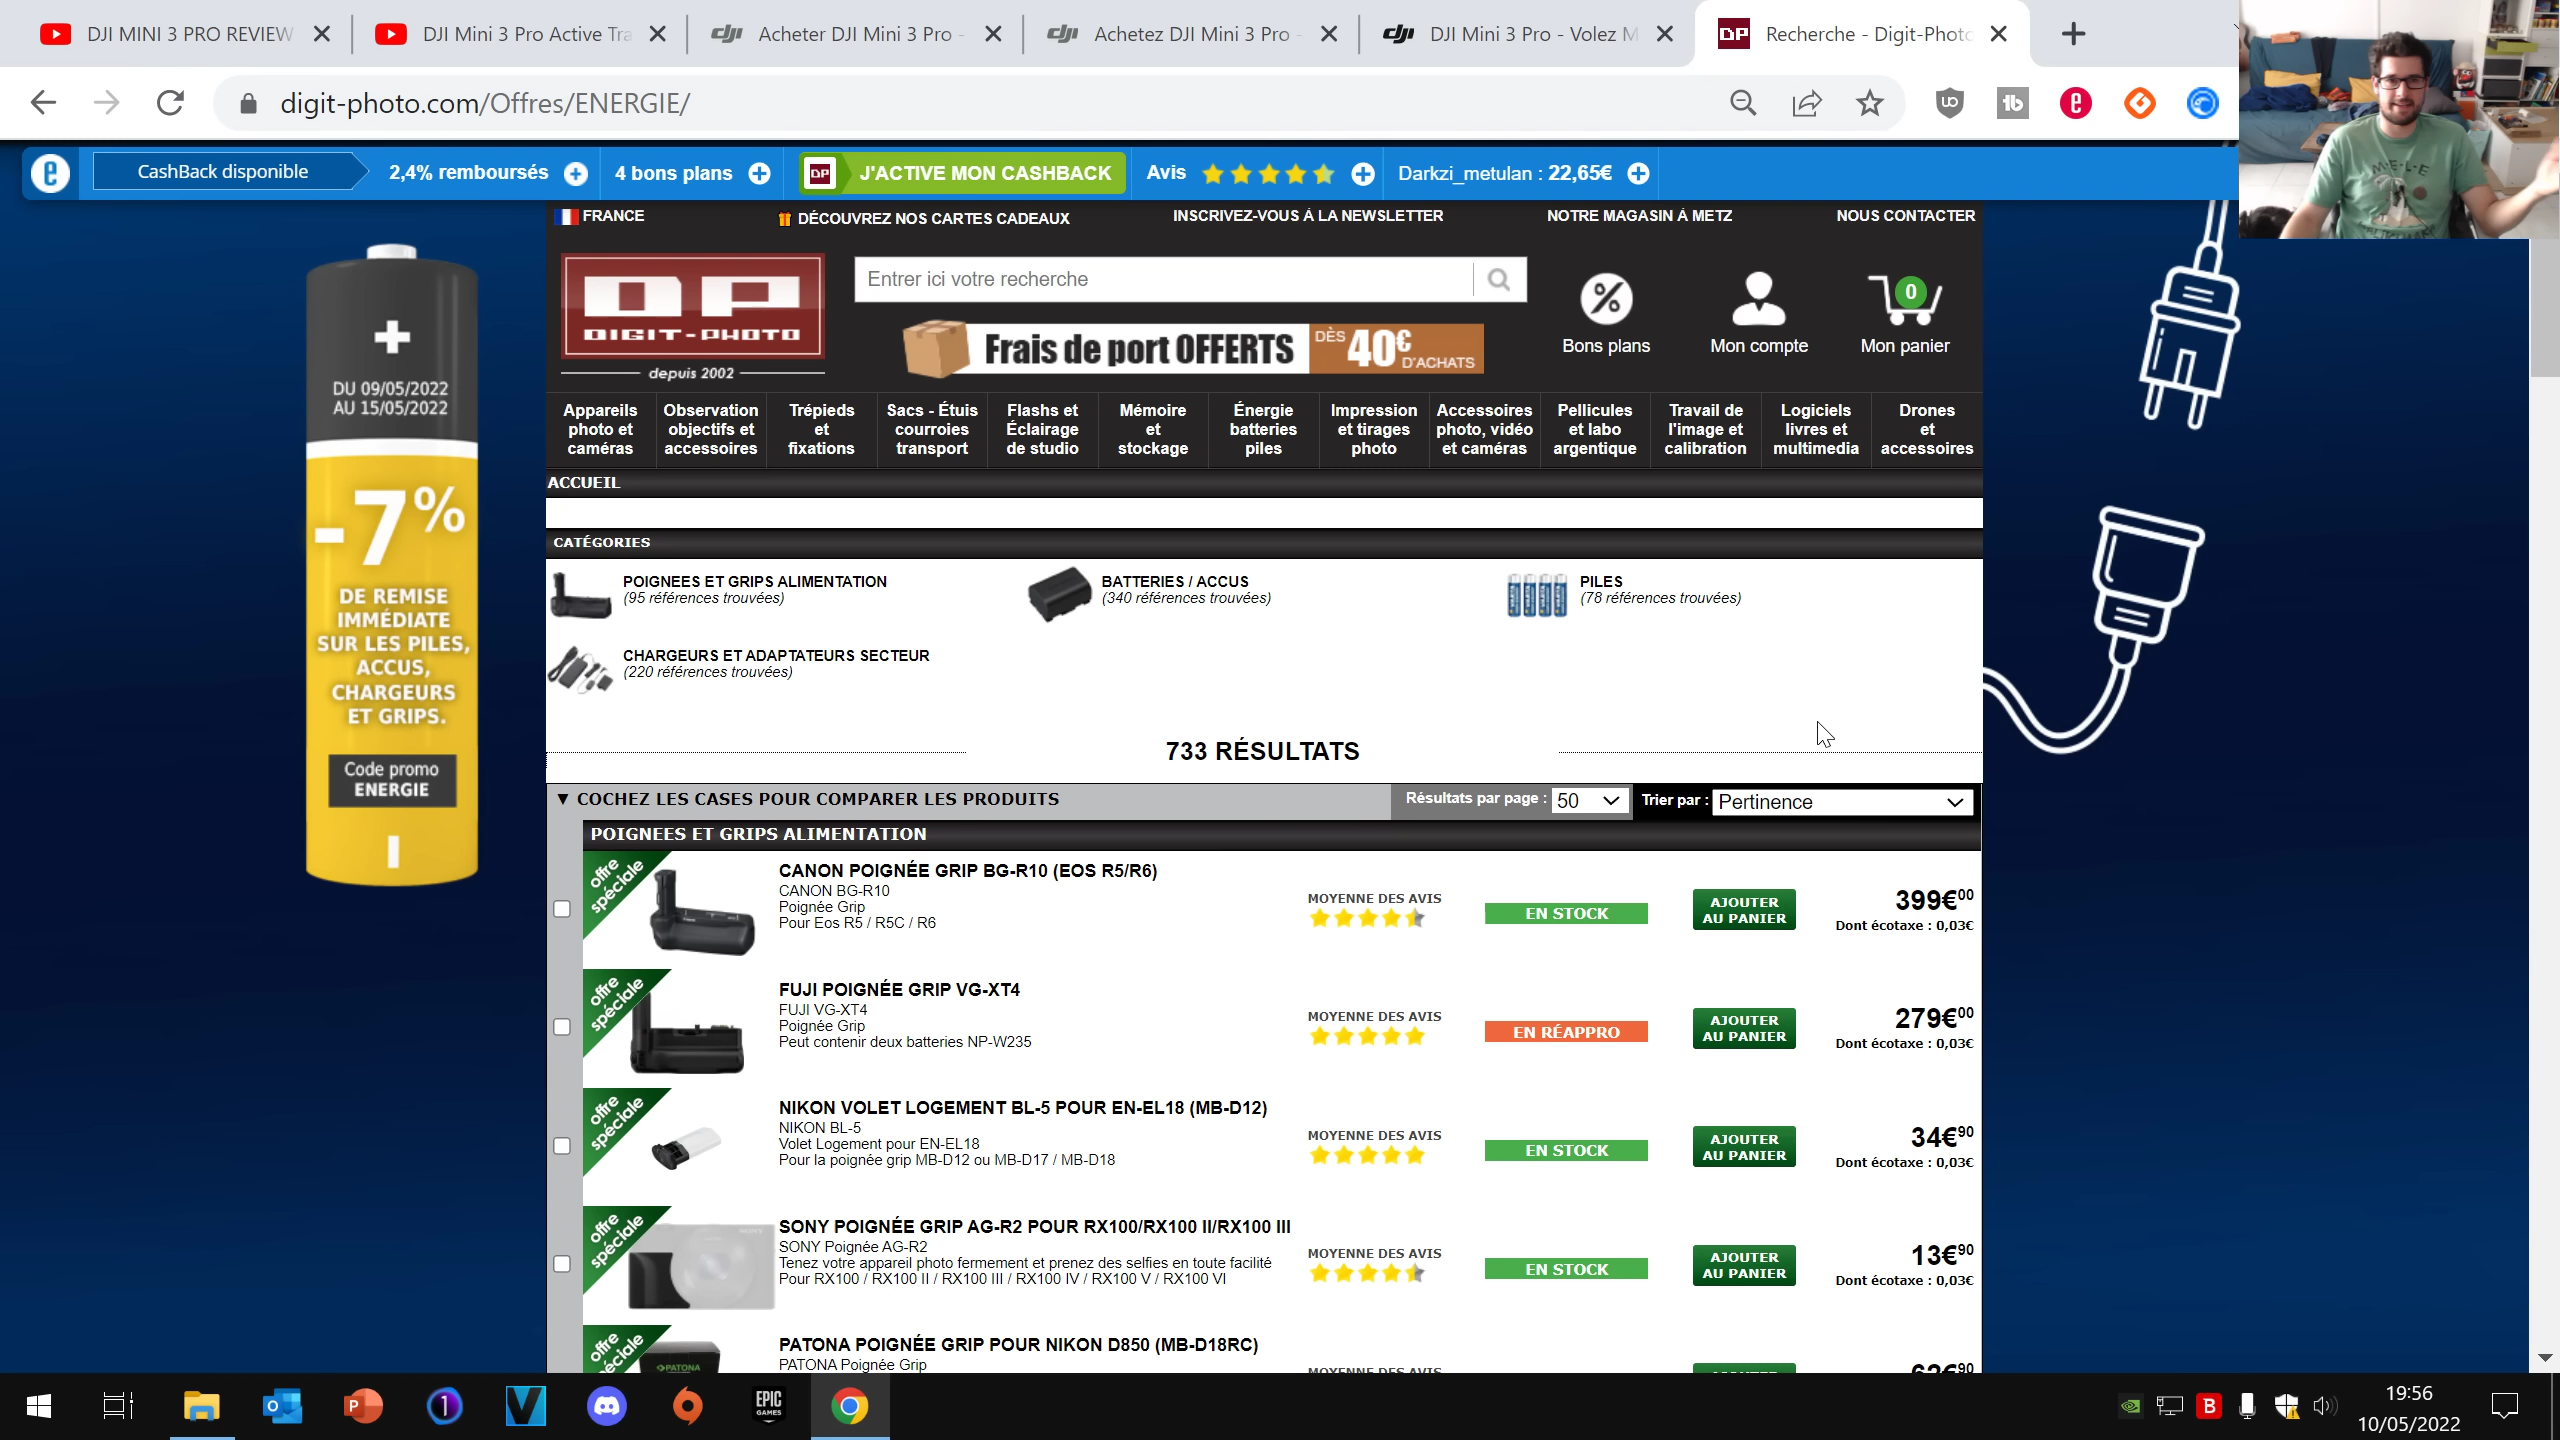 DJI MINI 3 PRO REVIEW
DJI Mini 3 Pro Active Tra
Acheter DJI Mini 3 Pro -
Achetez DJI Mini 3 Pro -
DJI Mini 3 Pro - Volez M
DP Recherche - Digit-Photo
digit-photo.com/Offres/ENERGIE/
CashBack disponible
2,4% remboursés
4 bons plans
DP J'ACTIVE MON CASHBACK
Avis
Darkzi_metulan : 22,65€
FRANCE
DÉCOUVREZ NOS CARTES CADEAUX
INSCRIVEZ-VOUS À LA NEWSLETTER
NOTRE MAGASIN À METZ
NOUS CONTACTER
DP
DIGIT-PHOTO
depuis 2002
Entrer ici votre recherche
Frais de port OFFERTS DÈS 40€ D'ACHATS
Bons plans
Mon compte
0
Mon panier
Appareils
photo et
caméras
Observation
objectifs et
accessoires
Trépieds
et
fixations
Sacs - Étuis
courroies
transport
Flashs et
Éclairage
de studio
Mémoire
et
stockage
Énergie
batteries
piles
Impression
et tirages
photo
Accessoires
photo, vidéo
et caméras
Pellicules
et labo
argentique
Travail de
l'image et
calibration
Logiciels
livres et
multimedia
Drones
et
accessoires
+
DU 09/05/2022
AU 15/05/2022
-7%
DE REMISE
IMMÉDIATE
SUR LES PILES,
ACCUS,
CHARGEURS
ET GRIPS.
Code promo
ENERGIE
ACCUEIL
CATÉGORIES
POIGNEES ET GRIPS ALIMENTATION
(95 références trouvées)
BATTERIES / ACCUS
(340 références trouvées)
PILES
(78 références trouvées)
CHARGEURS ET ADAPTATEURS SECTEUR
(220 références trouvées)
733 RÉSULTATS
▼ COCHEZ LES CASES POUR COMPARER LES PRODUITS
Résultats par page : 50
Trier par : Pertinence
POIGNEES ET GRIPS ALIMENTATION
offre
spéciale
CANON POIGNÉE GRIP BG-R10 (EOS R5/R6)
CANON BG-R10
Poignée Grip
Pour Eos R5 / R5C / R6
MOYENNE DES AVIS
EN STOCK
AJOUTER
AU PANIER
399€00
Dont écotaxe : 0,03€
offre
spéciale
FUJI POIGNÉE GRIP VG-XT4
FUJI VG-XT4
Poignée Grip
Peut contenir deux batteries NP-W235
MOYENNE DES AVIS
EN RÉAPPRO
AJOUTER
AU PANIER
279€00
Dont écotaxe : 0,03€
offre
spéciale
NIKON VOLET LOGEMENT BL-5 POUR EN-EL18 (MB-D12)
NIKON BL-5
Volet Logement pour EN-EL18
Pour la poignée grip MB-D12 ou MB-D17 / MB-D18
MOYENNE DES AVIS
EN STOCK
AJOUTER
AU PANIER
34€90
Dont écotaxe : 0,03€
offre
spéciale
SONY POIGNÉE GRIP AG-R2 POUR RX100/RX100 II/RX100 III
SONY Poignée AG-R2
Tenez votre appareil photo fermement et prenez des selfies en toute facilité
Pour RX100 / RX100 II / RX100 III / RX100 IV / RX100 V / RX100 VI
MOYENNE DES AVIS
EN STOCK
AJOUTER
AU PANIER
13€90
Dont écotaxe : 0,03€
offre
spéciale
PATONA
PATONA POIGNÉE GRIP POUR NIKON D850 (MB-D18RC)
PATONA Poignée Grip
MOYENNE DES AVIS
EPIC
GAMES
19:56
10/05/2022